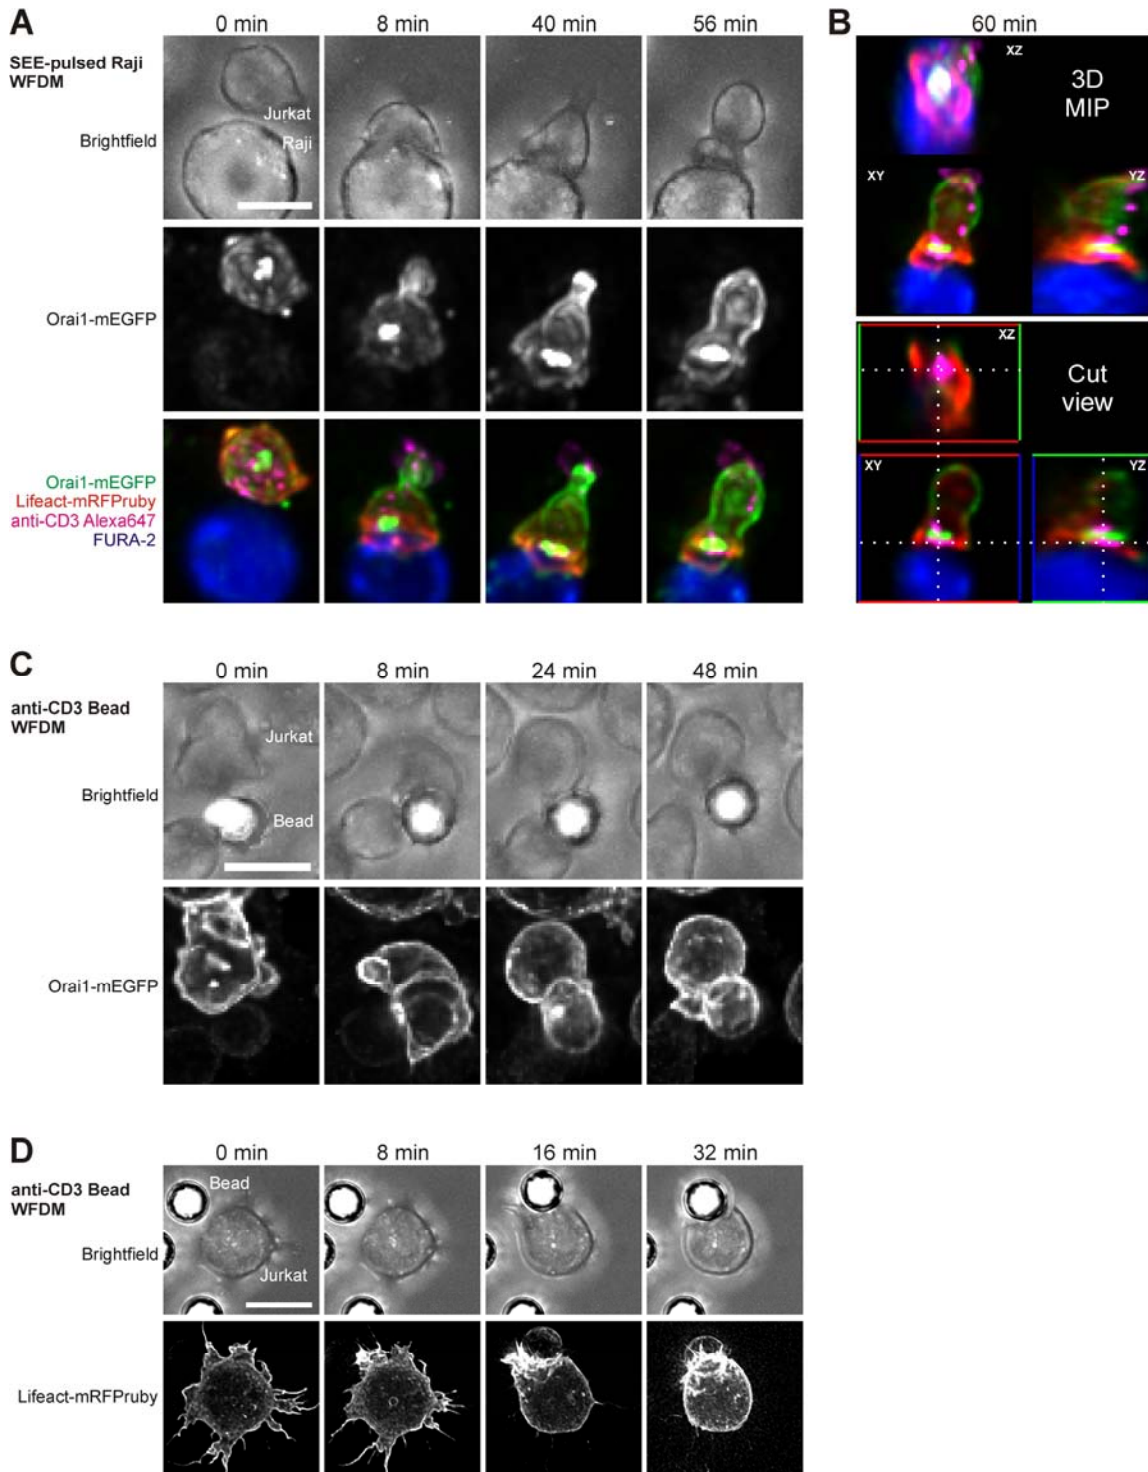 A
0 min 8 min 40 min 56 min
SEE-pulsed Raji
WFDM
Jurkat
Raji
Brightfield
Orai1-mEGFP
Orai1-mEGFP
Lifeact-mRFPruby
anti-CD3 Alexa647
FURA-2
B
60 min
XZ
3D
MIP
XY
YZ
XZ
Cut
view
XY
YZ
C
0 min 8 min 24 min 48 min
anti-CD3 Bead
WFDM
Jurkat
Brightfield
Bead
Orai1-mEGFP
D
0 min 8 min 16 min 32 min
anti-CD3 Bead
WFDM
Bead
Brightfield
Jurkat
Lifeact-mRFPruby